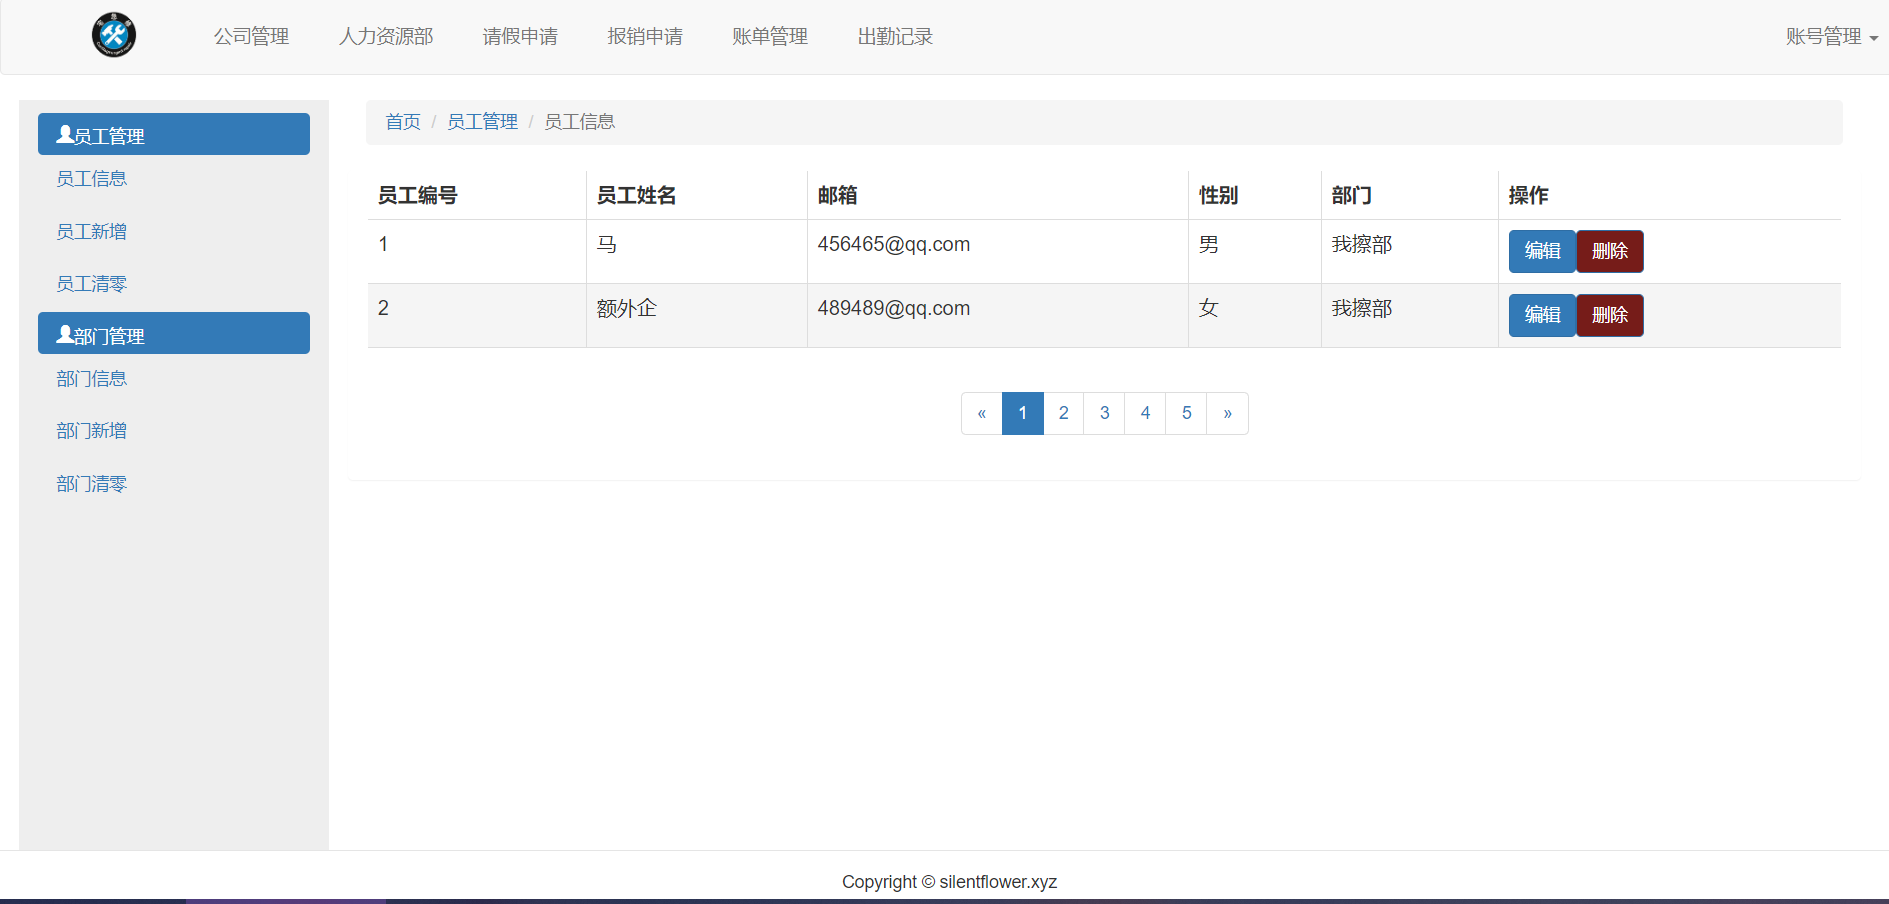 公司管理 人力资源部 请假申请 报销申请 账单管理 出勤记录 账号管理
员工管理
员工信息
员工新增
员工清零
部门管理
部门信息
部门新增
部门清零
首页 / 员工管理 / 员工信息
员工编号 员工姓名 邮箱 性别 部门 操作
1 马 456465@qq.com 男 我擦部 编辑 删除
2 额外企 489489@qq.com 女 我擦部 编辑 删除
« 1 2 3 4 5 »
Copyright © silentflower.xyz